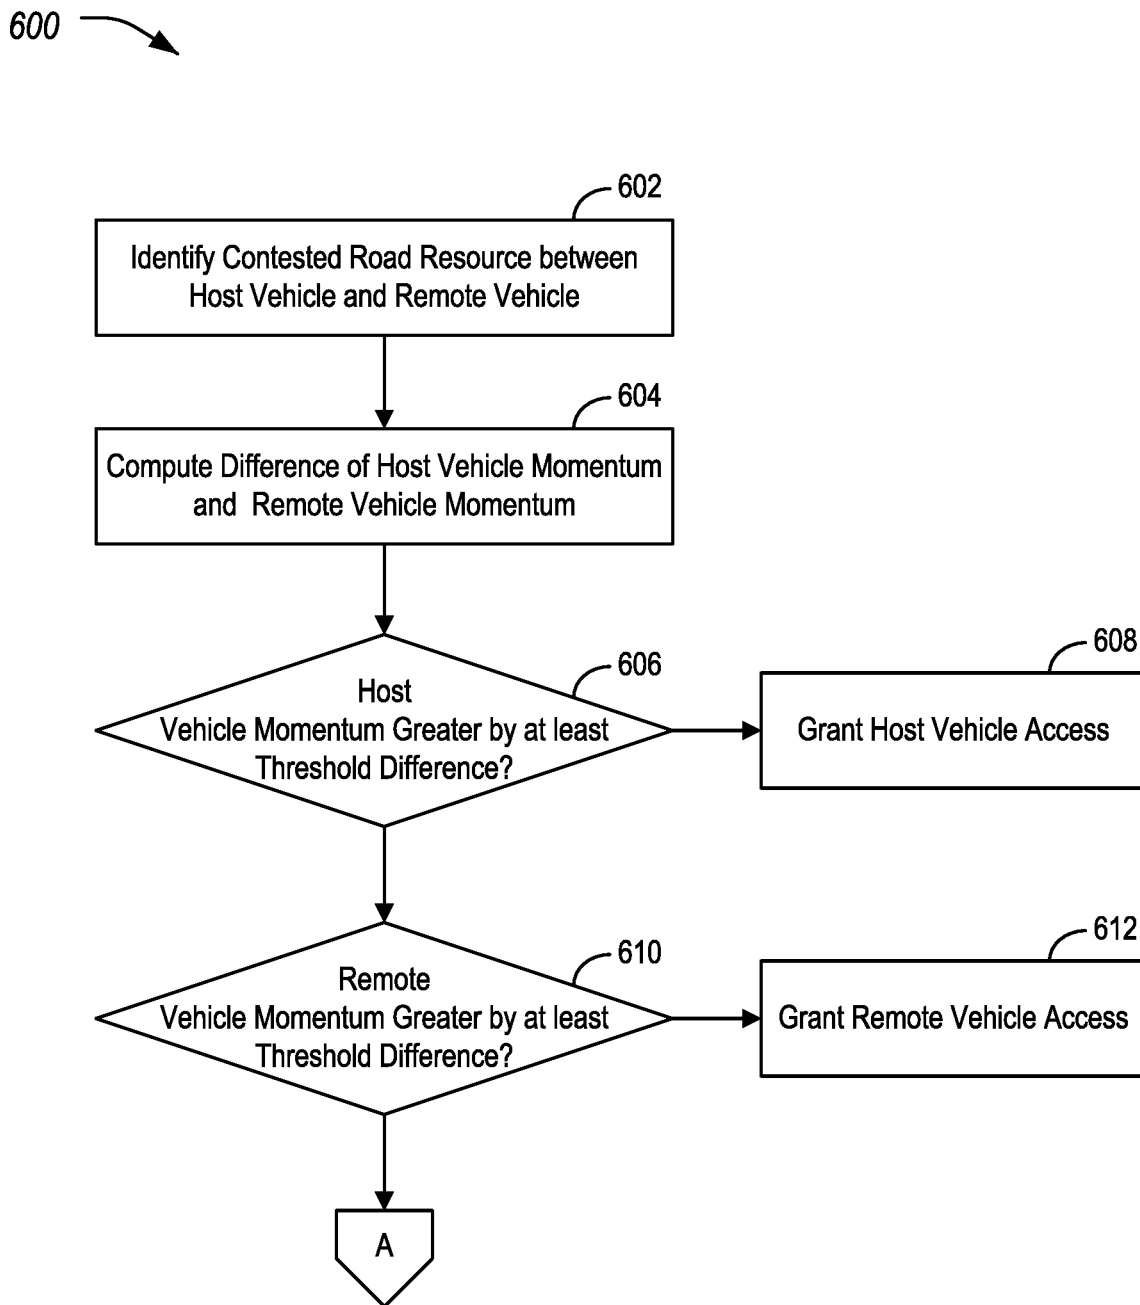 600
602
Identify Contested Road Resource between
Host Vehicle and Remote Vehicle
604
Compute Difference of Host Vehicle Momentum
and Remote Vehicle Momentum
606
Host
Vehicle Momentum Greater by at least
Threshold Difference?
608
Grant Host Vehicle Access
610
Remote
Vehicle Momentum Greater by at least
Threshold Difference?
612
Grant Remote Vehicle Access
A